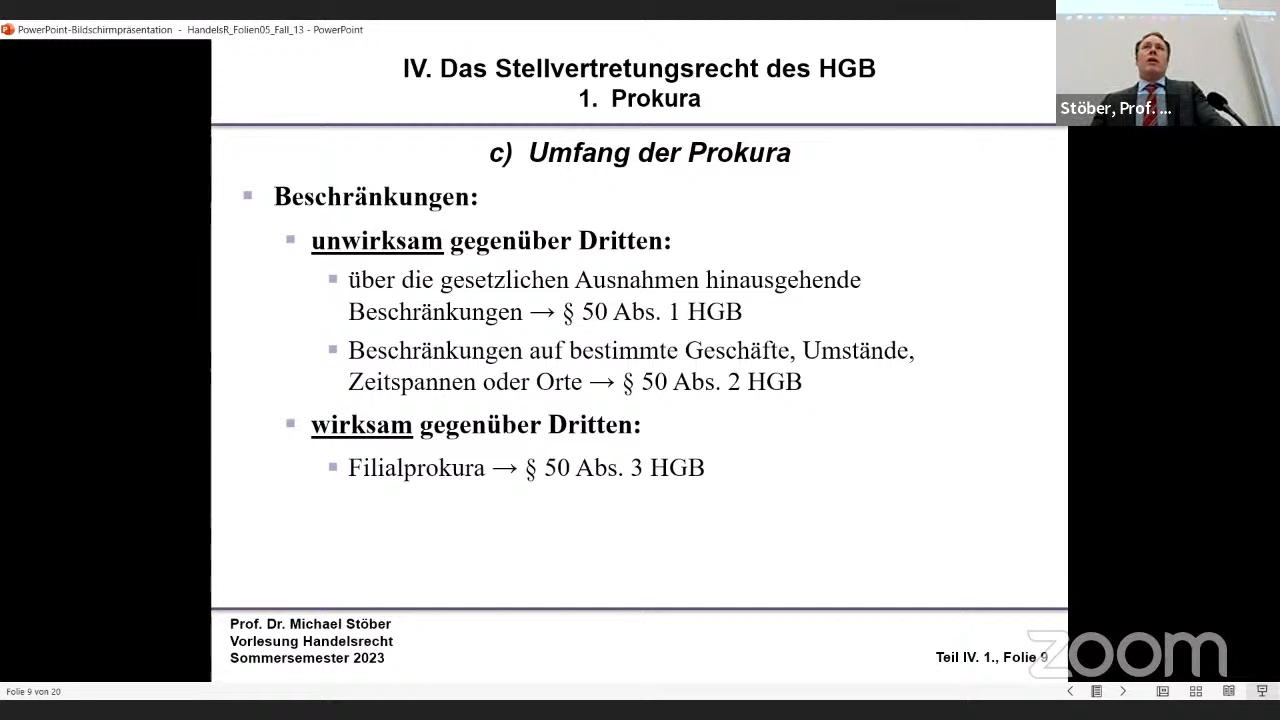 PowerPoint-Bildschirmpräsentation - HandelsR_Folien05_Fall_13 - PowerPoint
IV. Das Stellvertretungsrecht des HGB
1. Prokura
Stöber, Prof. ...
c) Umfang der Prokura
Beschränkungen:
unwirksam gegenüber Dritten:
über die gesetzlichen Ausnahmen hinausgehende
Beschränkungen → § 50 Abs. 1 HGB
Beschränkungen auf bestimmte Geschäfte, Umstände,
Zeitspannen oder Orte → § 50 Abs. 2 HGB
wirksam gegenüber Dritten:
Filialprokura → § 50 Abs. 3 HGB
Prof. Dr. Michael Stöber
Vorlesung Handelsrecht
Sommersemester 2023
Teil IV. 1., Folie 9
zoom
Folie 9 von 20